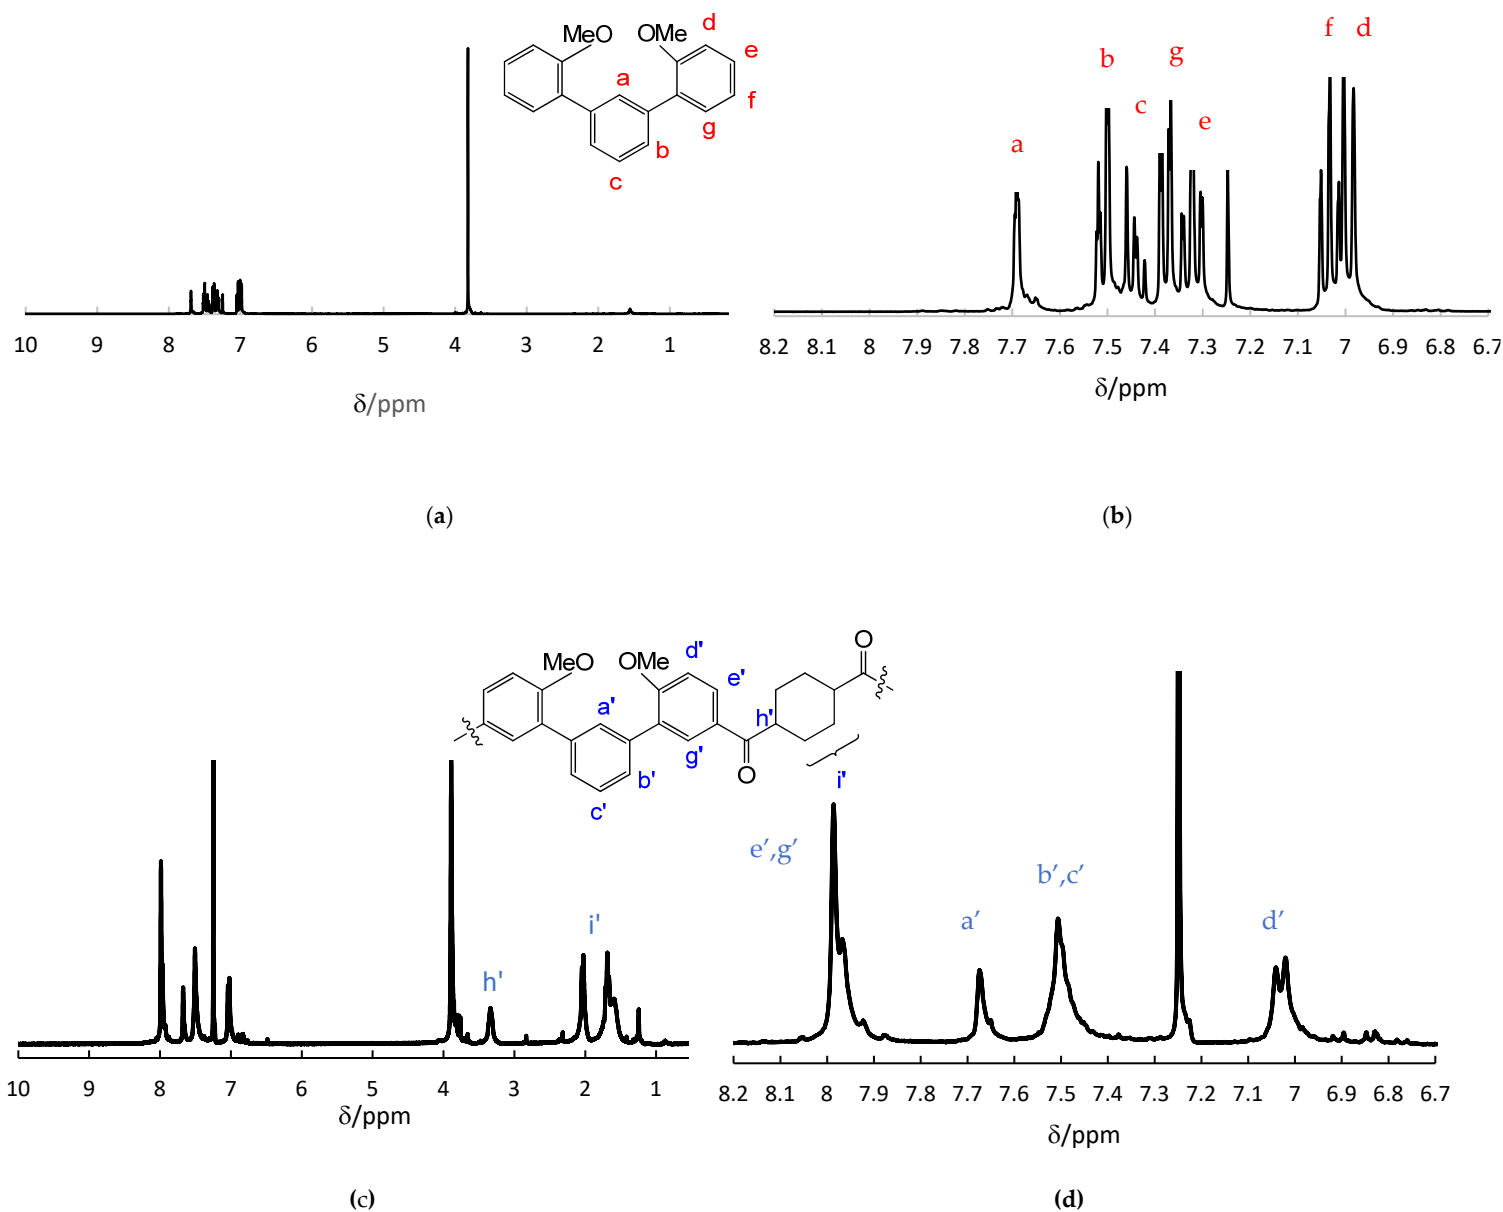 MeO OMe d
e
a
f
g
b
c
10 9 8 7 6 5 4 3 2 1
δ/ppm
(a)
f d
b g
c
e
a
8.2 8.1 8 7.9 7.8 7.7 7.6 7.5 7.4 7.3 7.2 7.1 7 6.9 6.8 6.7
δ/ppm
(b)
O
MeO OMe d'
e'
a' h'
g'
O
b' i'
c'
i'
h'
10 9 8 7 6 5 4 3 2 1
δ/ppm
(c)
e’,g’
b’,c’
a’ d’
8.2 8.1 8 7.9 7.8 7.7 7.6 7.5 7.4 7.3 7.2 7.1 7 6.9 6.8 6.7
δ/ppm
(d)